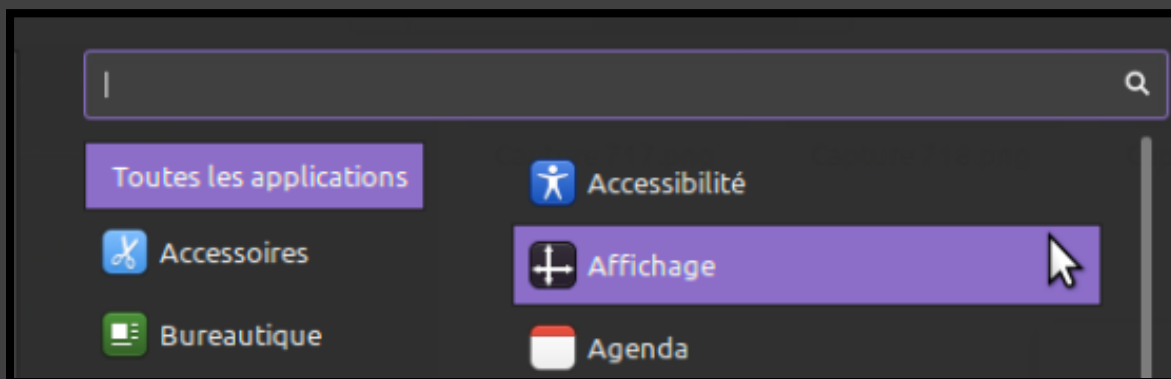 Toutes les applications
Accessoires
Bureautique
Accessibilité
Affichage
Agenda